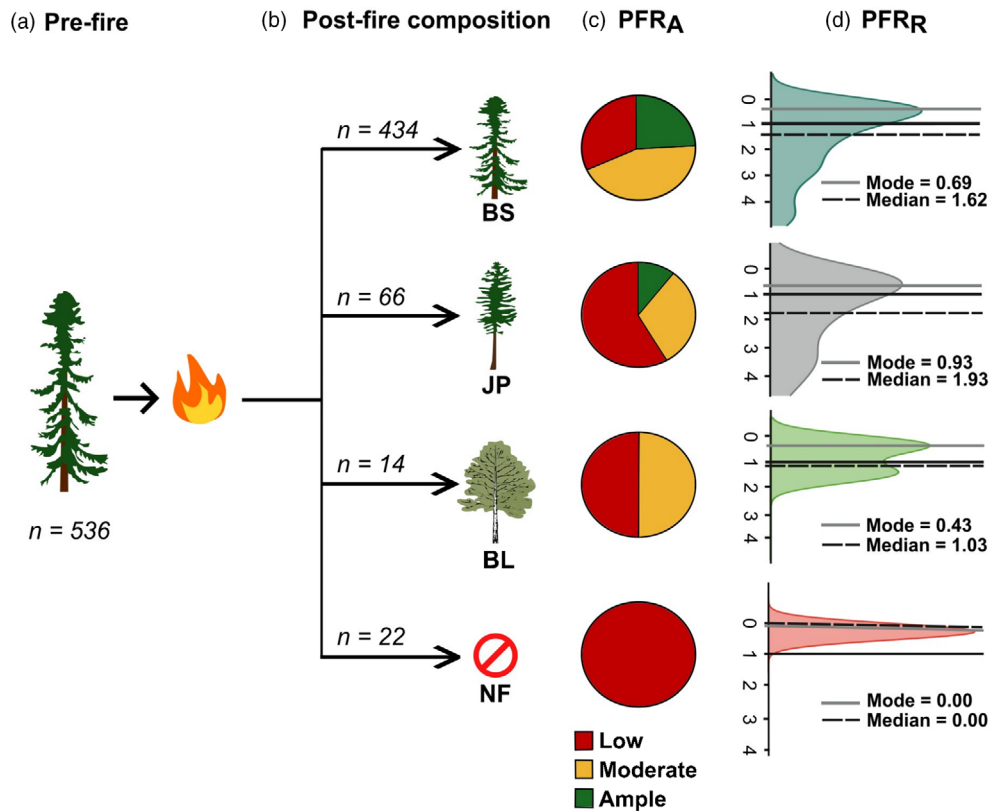 (a) Pre-fire
(b) Post-fire composition
(c) PFRA
(d) PFRR
n = 536
n = 434
BS
0
1
2
3
4
Mode = 0.69
Median = 1.62
n = 66
JP
0
1
2
3
4
Mode = 0.93
Median = 1.93
n = 14
BL
0
1
2
3
4
Mode = 0.43
Median = 1.03
n = 22
NF
0
1
2
3
4
Mode = 0.00
Median = 0.00
Low
Moderate
Ample